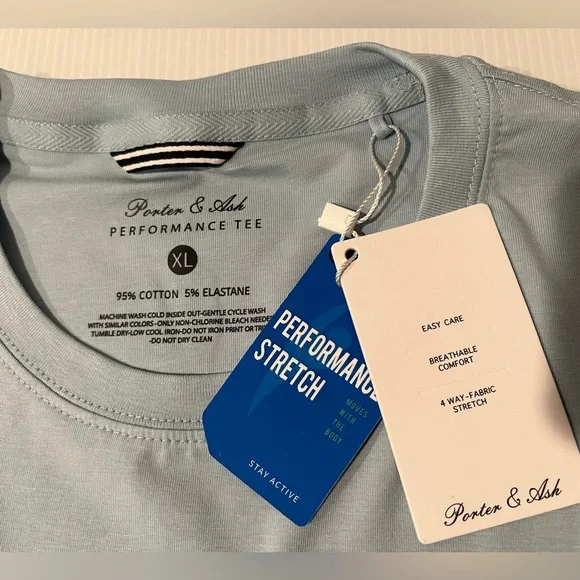 Porter & Ash
PERFORMANCE TEE
XL
95% COTTON 5% ELASTANE
MACHINE WASH COLD INSIDE OUT-GENTLE CYCLE WASH
WITH SIMILAR COLORS-ONLY NON-CHLORINE BLEACH NEEDE
TUMBLE DRY-LOW COOL IRON-DO NOT IRON PRINT OR TRI
-DO NOT DRY CLEAN
PERFORMANCE
STRETCH
MOVES
WITH
THE
BODY
STAY ACTIVE
EASY CARE
BREATHABLE
COMFORT
4 WAY-FABRIC
STRETCH
Porter & Ash